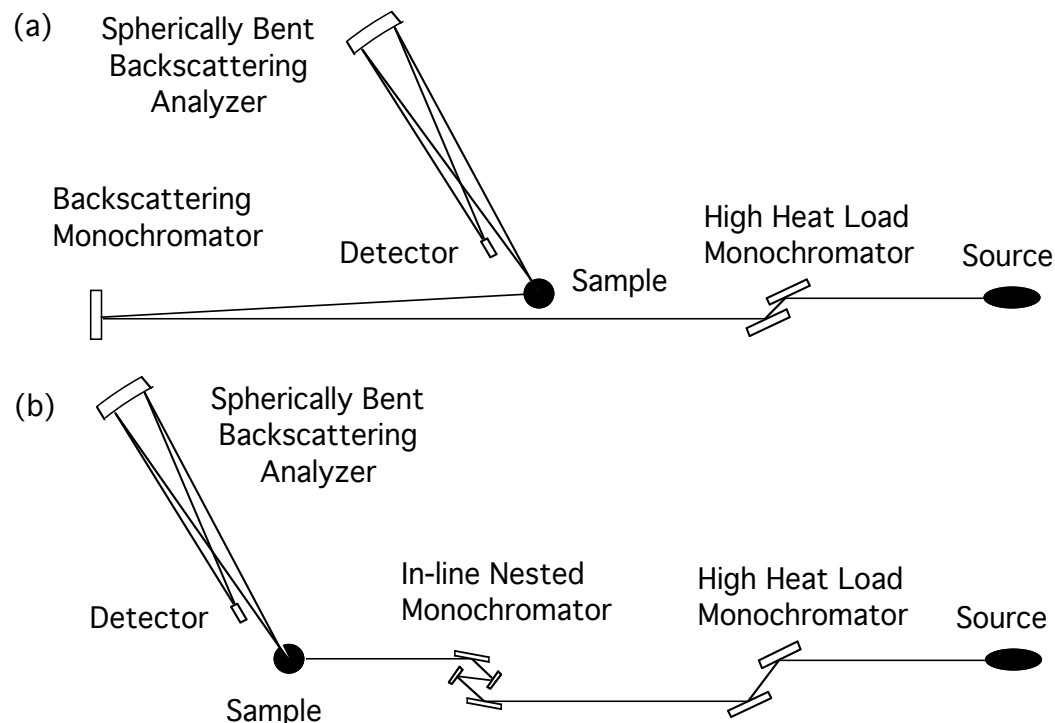 (a)
Spherically Bent
Backscattering
Analyzer
Backscattering
Monochromator
Detector
Sample
High Heat Load
Monochromator
Source
(b)
Spherically Bent
Backscattering
Analyzer
Detector
Sample
In-line Nested
Monochromator
High Heat Load
Monochromator
Source